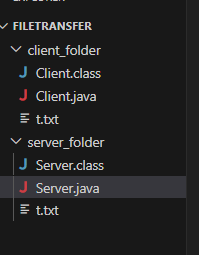 FILETRANSFER
client_folder
Client.class
Client.java
t.txt
server_folder
Server.class
Server.java
t.txt